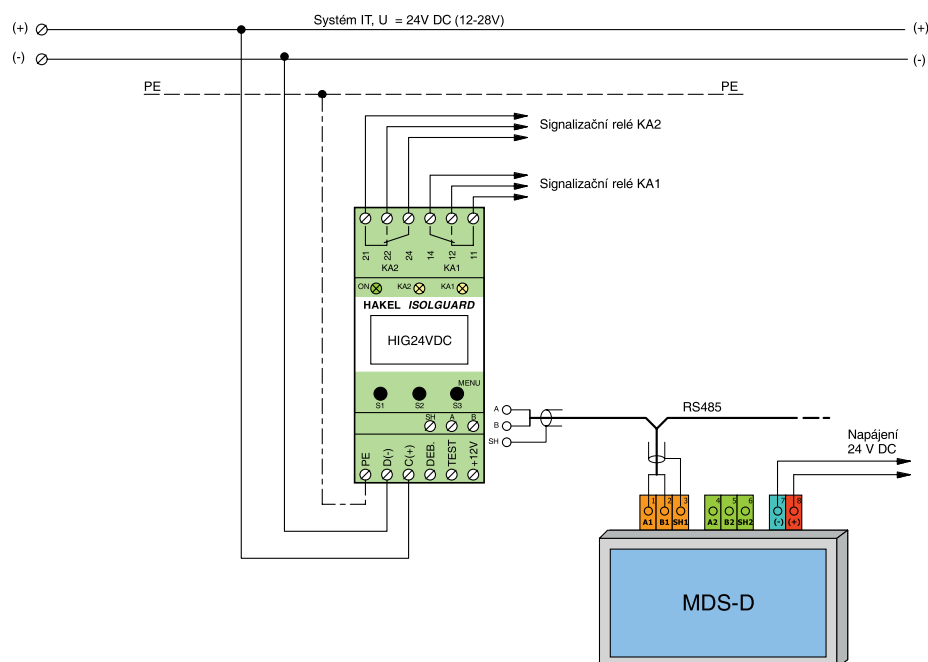 Systém IT, U = 24V DC (12-28V)
(+) (+)
(-) (-)
PE PE
Signalizační relé KA2
Signalizační relé KA1
21 22 24 14 12 11
KA2 KA1
ON KA2 KA1
HAKEL ISOLGUARD
HIG24VDC
MENU
S1 S2 S3
SH A B
PE D(-) C(+) DEB. TEST +12V
A
B
SH
RS485
Napájení
24 V DC
1 2 3 4 5 6 7 8
A1 B1 SH1 A2 B2 SH2 (-) (+)
MDS-D